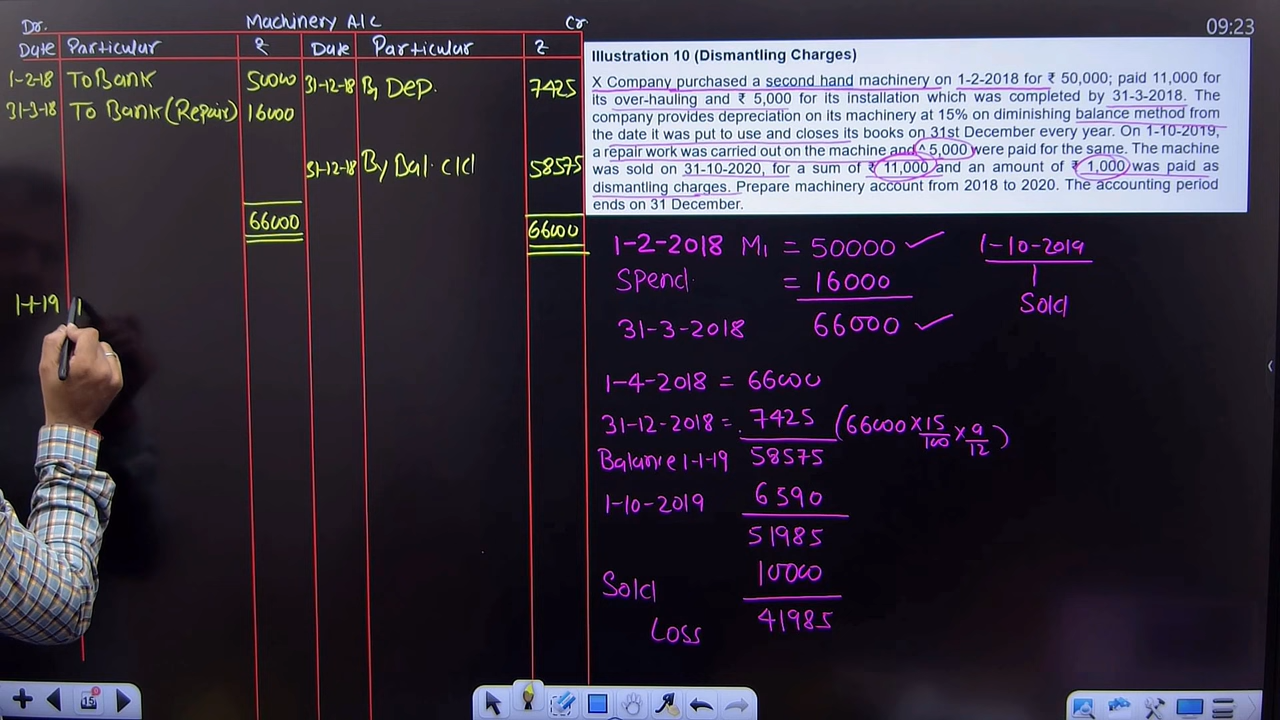 Dr. Machinery A/c Cr.
Date Particular ₹ Date Particular ₹
1-2-18 To Bank 50000 31-12-18 By Dep. 7425
31-3-18 To Bank (Repair) 16000
31-12-18 By Bal. c/d 58575
66000 66000
1-1-19
09:23
Illustration 10 (Dismantling Charges)
X Company purchased a second hand machinery on 1-2-2018 for ₹ 50,000; paid 11,000 for
its over-hauling and ₹ 5,000 for its installation which was completed by 31-3-2018. The
company provides depreciation on its machinery at 15% on diminishing balance method from
the date it was put to use and closes its books on 31st December every year. On 1-10-2019,
a repair work was carried out on the machine and ^ 5,000 were paid for the same. The machine
was sold on 31-10-2020, for a sum of ₹ 11,000 and an amount of ₹ 1,000 was paid as
dismantling charges. Prepare machinery account from 2018 to 2020. The accounting period
ends on 31 December.
1-2-2018 M1 = 50000 ✓
Spend = 16000
31-3-2018 66000 ✓
1-10-2019
Sold
1-4-2018 = 66000
31-12-2018 = 7425 (66000 × 15/100 × 9/12)
Balance 1-1-19 58575
1-10-2019 6590
51985
Sold 10000
Loss 41985
15